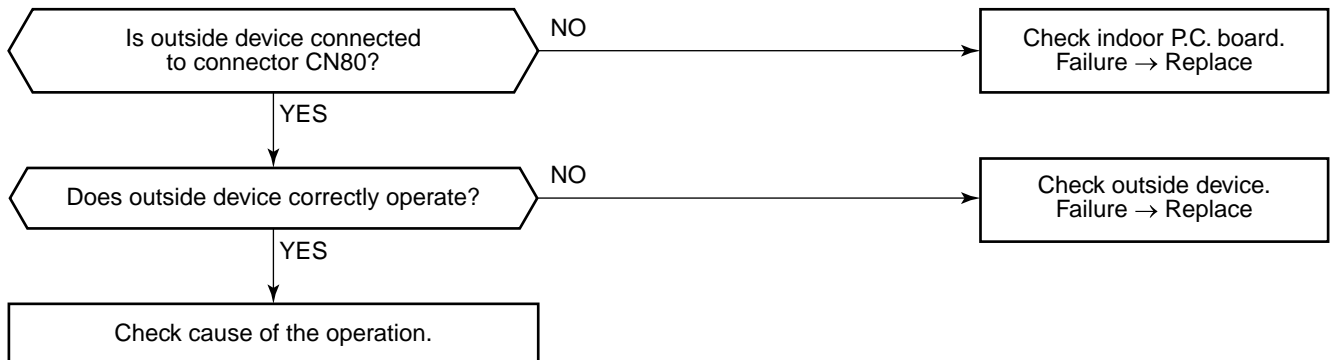 Is outside device connected
to connector CN80?
NO
Check indoor P.C. board.
Failure → Replace
YES
Does outside device correctly operate?
NO
Check outside device.
Failure → Replace
YES
Check cause of the operation.